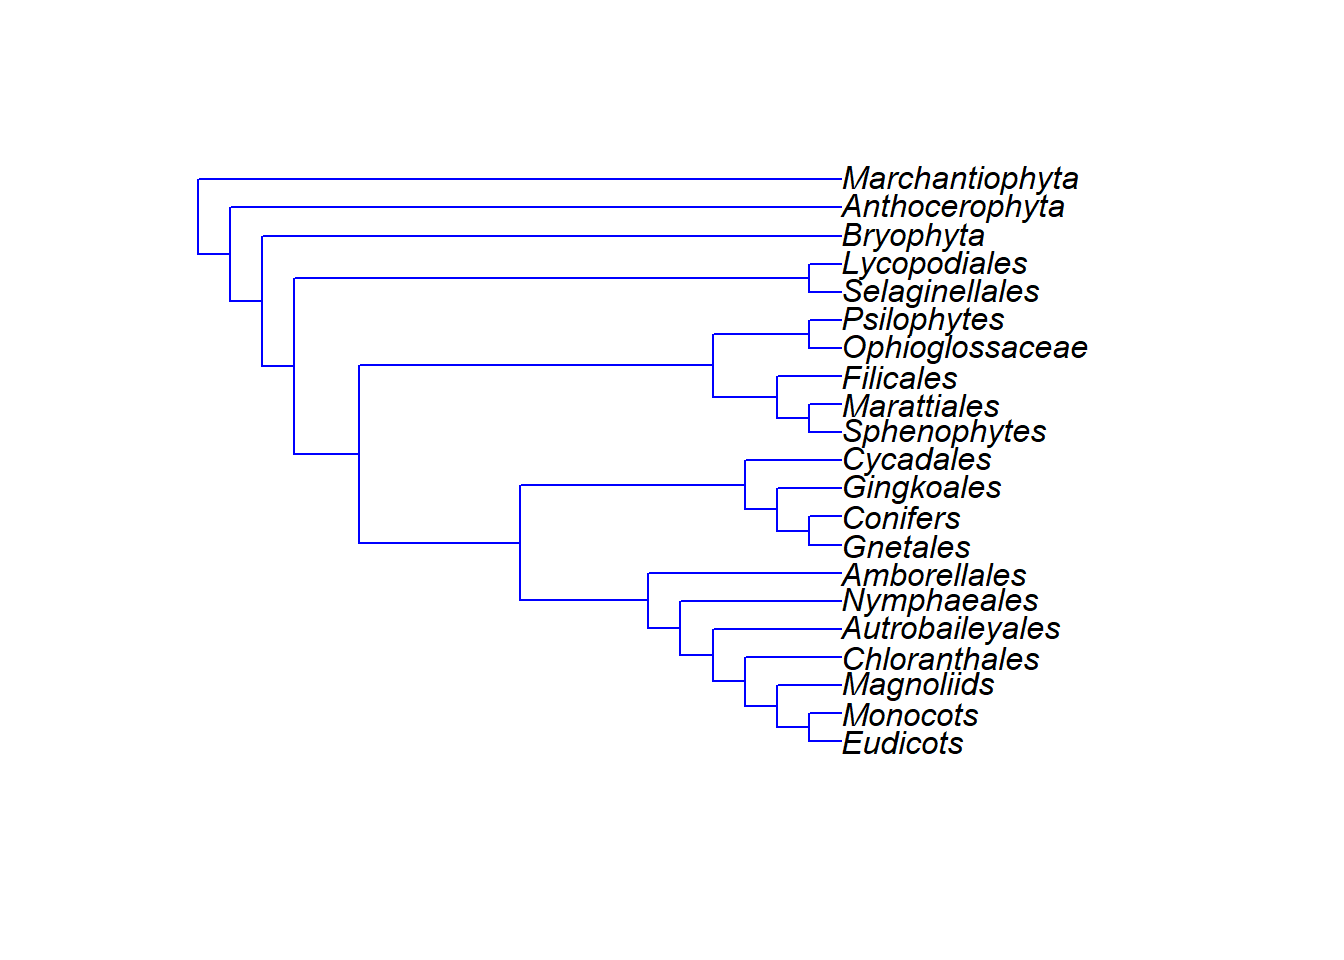 Marchantiophyta
Anthocerophyta
Bryophyta
Lycopodiales
Selaginellales
Psilophytes
Ophioglossaceae
Filicales
Marattiales
Sphenophytes
Cycadales
Gingkoales
Conifers
Gnetales
Amborellales
Nymphaeales
Autrobaileyales
Chloranthales
Magnoliids
Monocots
Eudicots